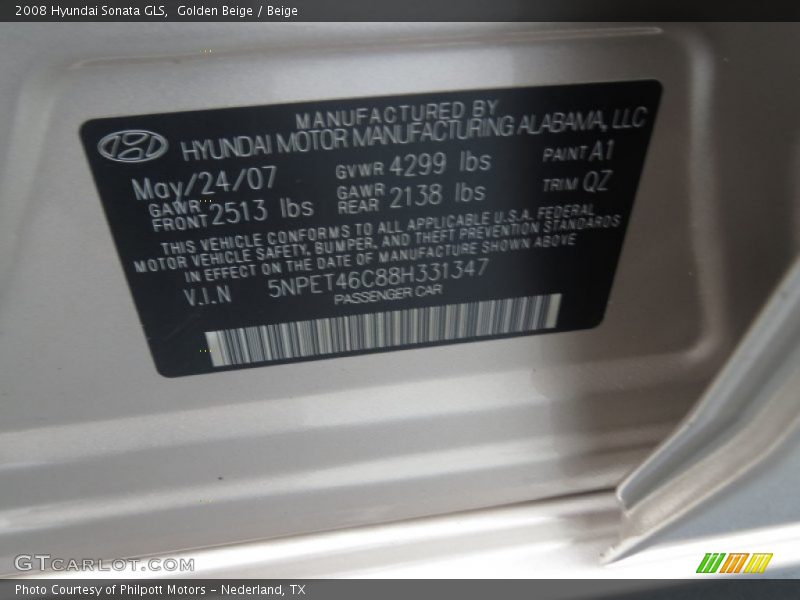 2008 Hyundai Sonata GLS,  Golden Beige / Beige
MANUFACTURED BY
HYUNDAI MOTOR MANUFACTURING ALABAMA, LLC
May/24/07 GVWR 4299 lbs PAINT A1
GAWR FRONT 2513 lbs GAWR REAR 2138 lbs TRIM QZ
THIS VEHICLE CONFORMS TO ALL APPLICABLE U.S.A. FEDERAL
MOTOR VEHICLE SAFETY, BUMPER, AND THEFT PREVENTION STANDARDS
IN EFFECT ON THE DATE OF MANUFACTURE SHOWN ABOVE
V.I.N 5NPET46C88H331347
PASSENGER CAR
GTCARLOT.COM
Photo Courtesy of Philpott Motors – Nederland, TX